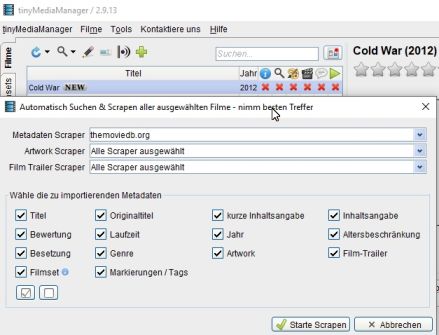 tinyMediaManager / 2.9.13
tinyMediaManager Filme Tools Kontaktiere uns Hilfe
Filme
Suchen...
Cold War (2012)
Titel Jahr
Cold War NEW 2012
Automatisch Suchen & Scrapen aller ausgewählten Filme - nimm besten Treffer
Metadaten Scraper themoviedb.org
Artwork Scraper Alle Scraper ausgewählt
Film Trailer Scraper Alle Scraper ausgewählt
Wähle die zu importierenden Metadaten
Titel Originaltitel kurze Inhaltsangabe Inhaltsangabe
Bewertung Laufzeit Jahr Altersbeschränkung
Besetzung Genre Artwork Film-Trailer
Filmset Markierungen / Tags
Starte Scrapen Abbrechen